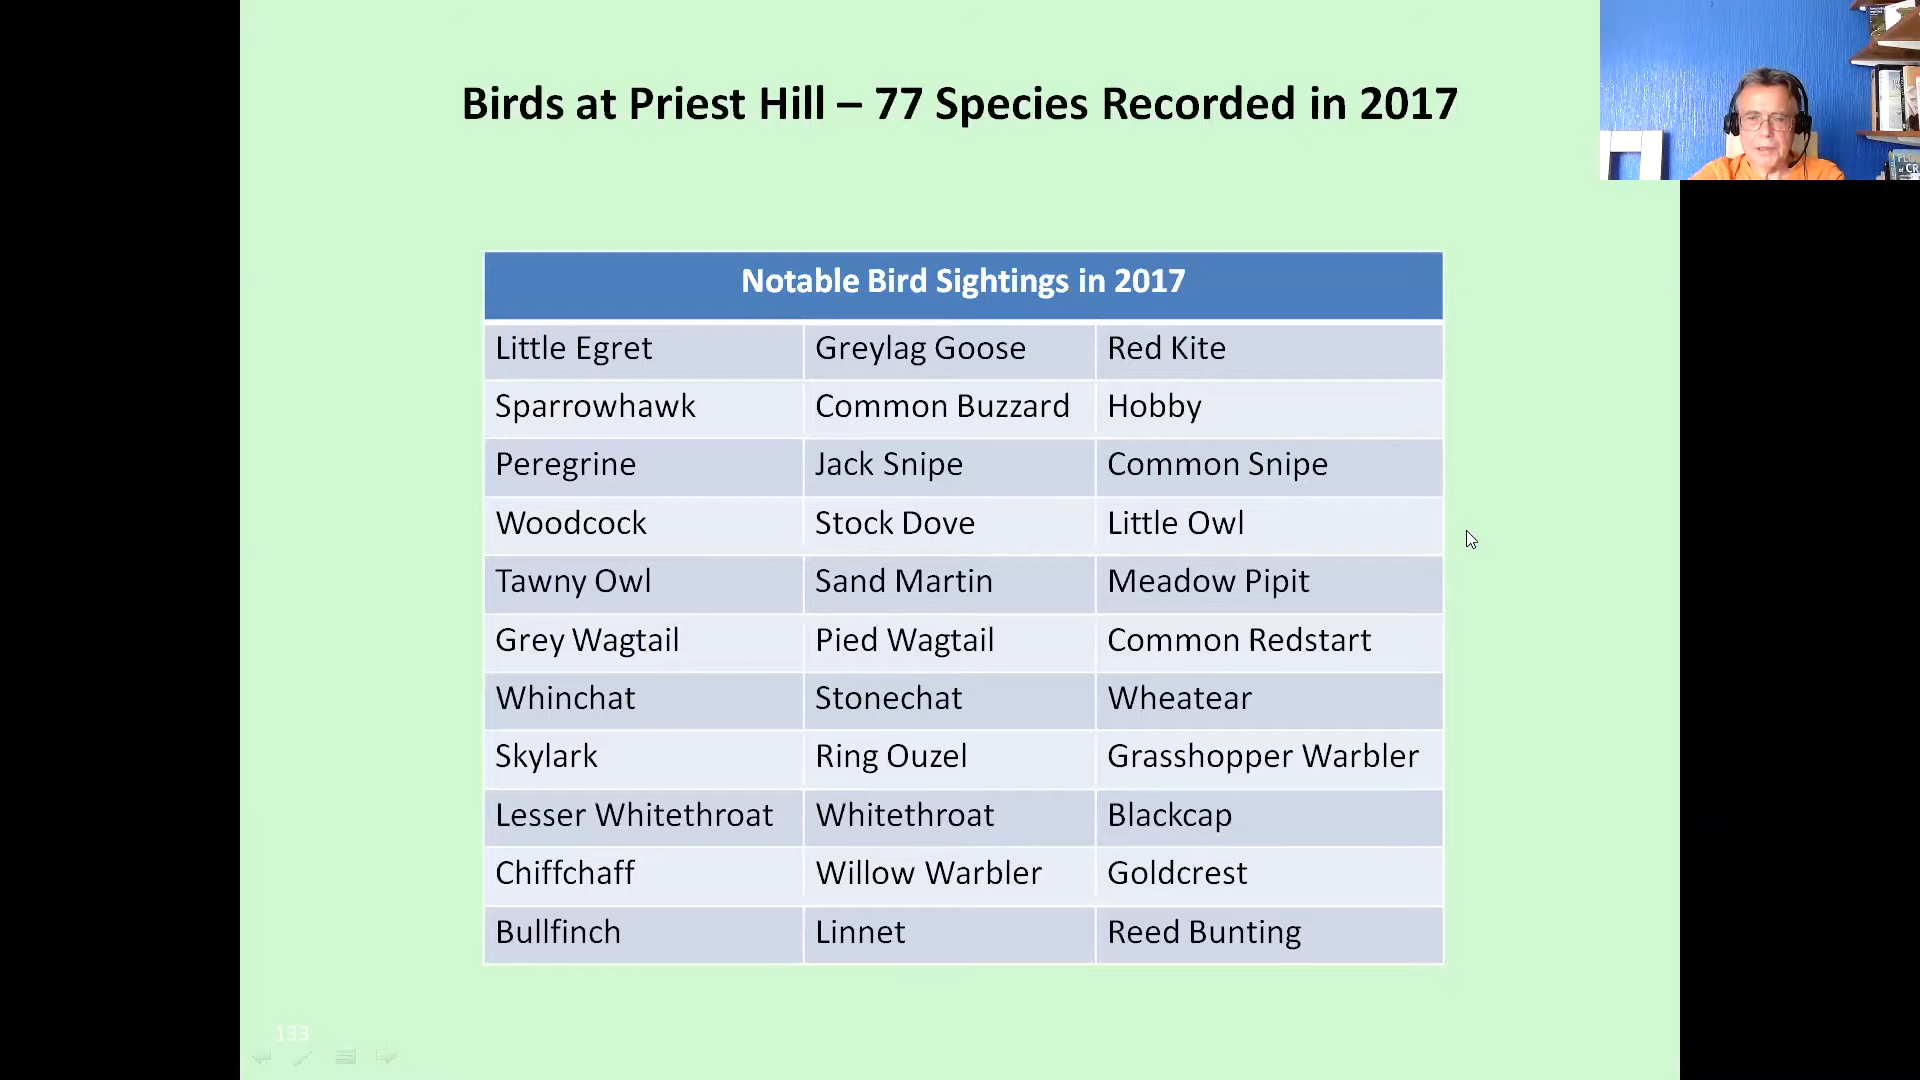 Birds at Priest Hill – 77 Species Recorded in 2017
Notable Bird Sightings in 2017
Little Egret Greylag Goose Red Kite
Sparrowhawk Common Buzzard Hobby
Peregrine Jack Snipe Common Snipe
Woodcock Stock Dove Little Owl
Tawny Owl Sand Martin Meadow Pipit
Grey Wagtail Pied Wagtail Common Redstart
Whinchat Stonechat Wheatear
Skylark Ring Ouzel Grasshopper Warbler
Lesser Whitethroat Whitethroat Blackcap
Chiffchaff Willow Warbler Goldcrest
Bullfinch Linnet Reed Bunting
133